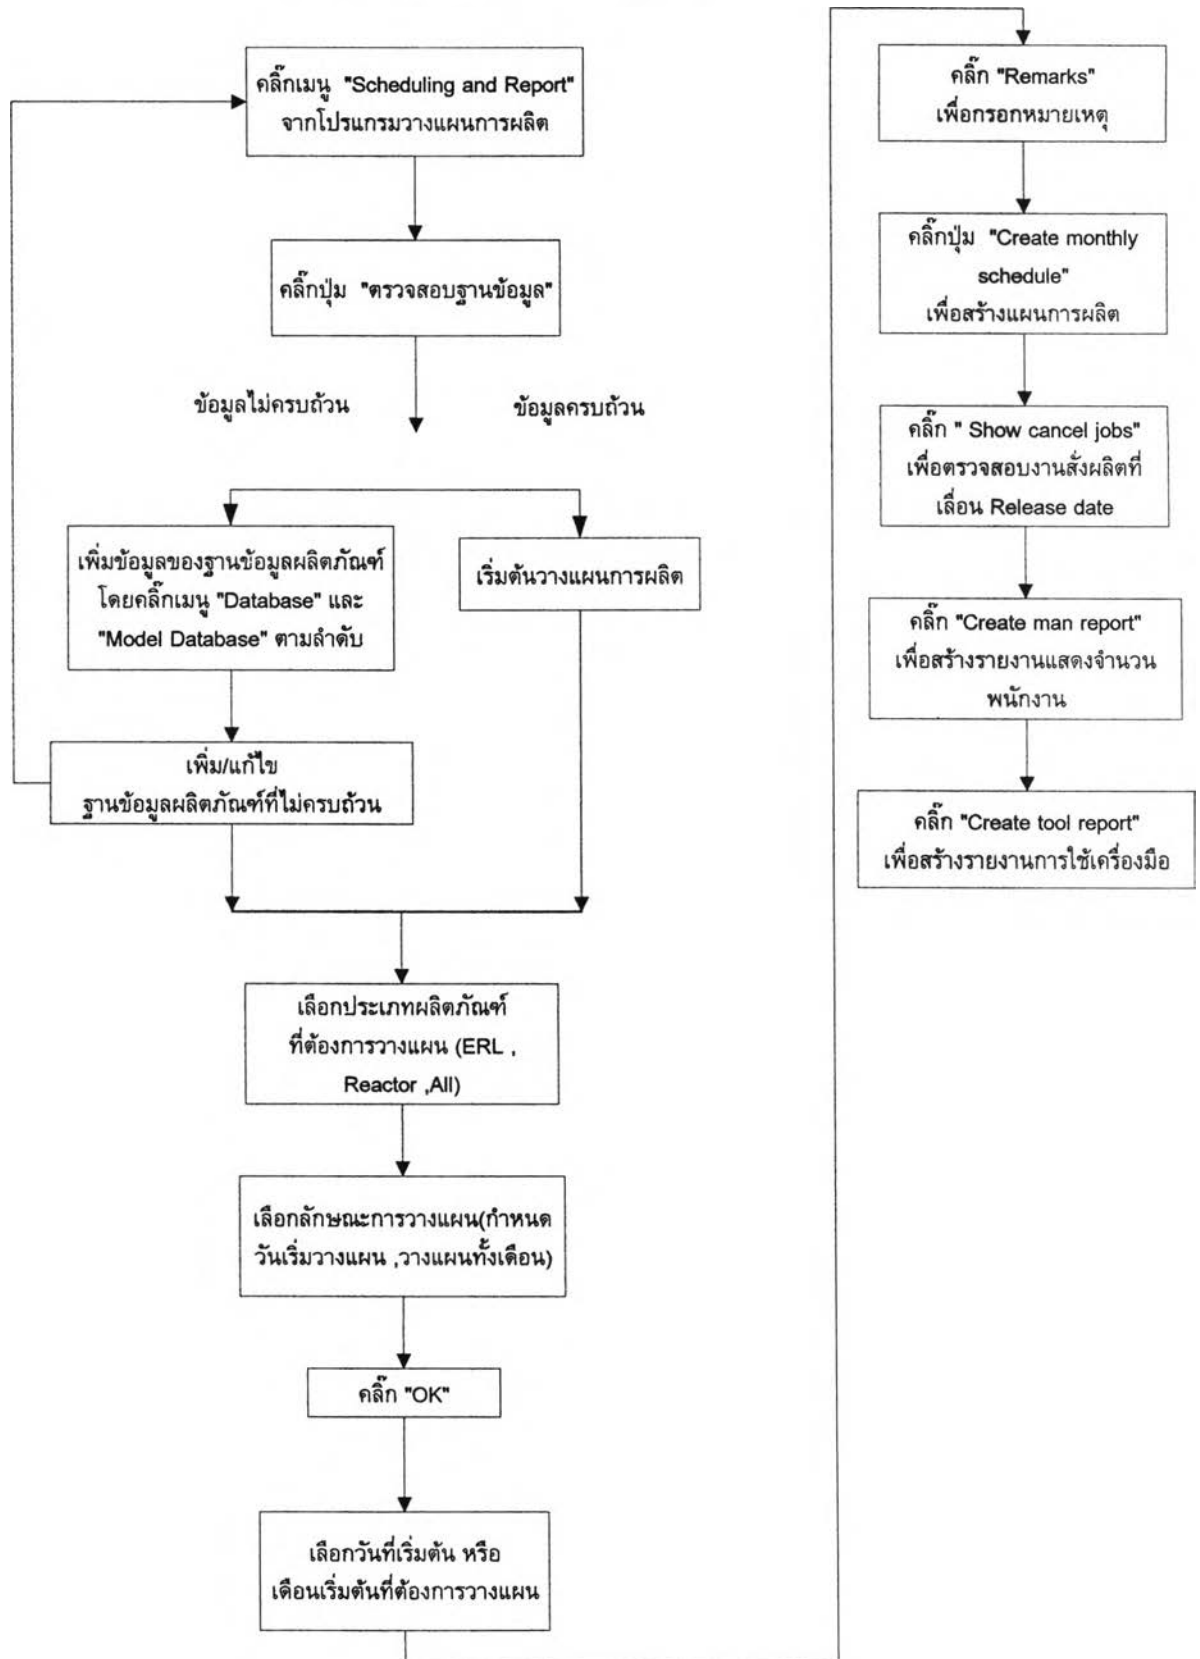 คลิ๊กเมนู "Scheduling and Report"
จากโปรแกรมวางแผนการผลิต
คลิ๊กปุ่ม "ตรวจสอบฐานข้อมูล"
ข้อมูลไม่ครบถ้วน
ข้อมูลครบถ้วน
เพิ่มข้อมูลของฐานข้อมูลผลิตภัณฑ์
โดยคลิ๊กเมนู "Database" และ
"Model Database" ตามลำดับ
เริ่มต้นวางแผนการผลิต
เพิ่ม/แก้ไข
ฐานข้อมูลผลิตภัณฑ์ที่ไม่ครบถ้วน
เลือกประเภทผลิตภัณฑ์
ที่ต้องการวางแผน (ERL ,
Reactor ,All)
เลือกลักษณะการวางแผน(กำหนด
วันเริ่มวางแผน ,วางแผนทั้งเดือน)
คลิ๊ก "OK"
เลือกวันที่เริ่มต้น หรือ
เดือนเริ่มต้นที่ต้องการวางแผน
คลิ๊ก "Remarks"
เพื่อกรอกหมายเหตุ
คลิ๊กปุ่ม "Create monthly
schedule"
เพื่อสร้างแผนการผลิต
คลิ๊ก " Show cancel jobs"
เพื่อตรวจสอบงานสั่งผลิตที่
เลื่อน Release date
คลิ๊ก "Create man report"
เพื่อสร้างรายงานแสดงจำนวน
พนักงาน
คลิ๊ก "Create tool report"
เพื่อสร้างรายงานการใช้เครื่องมือ